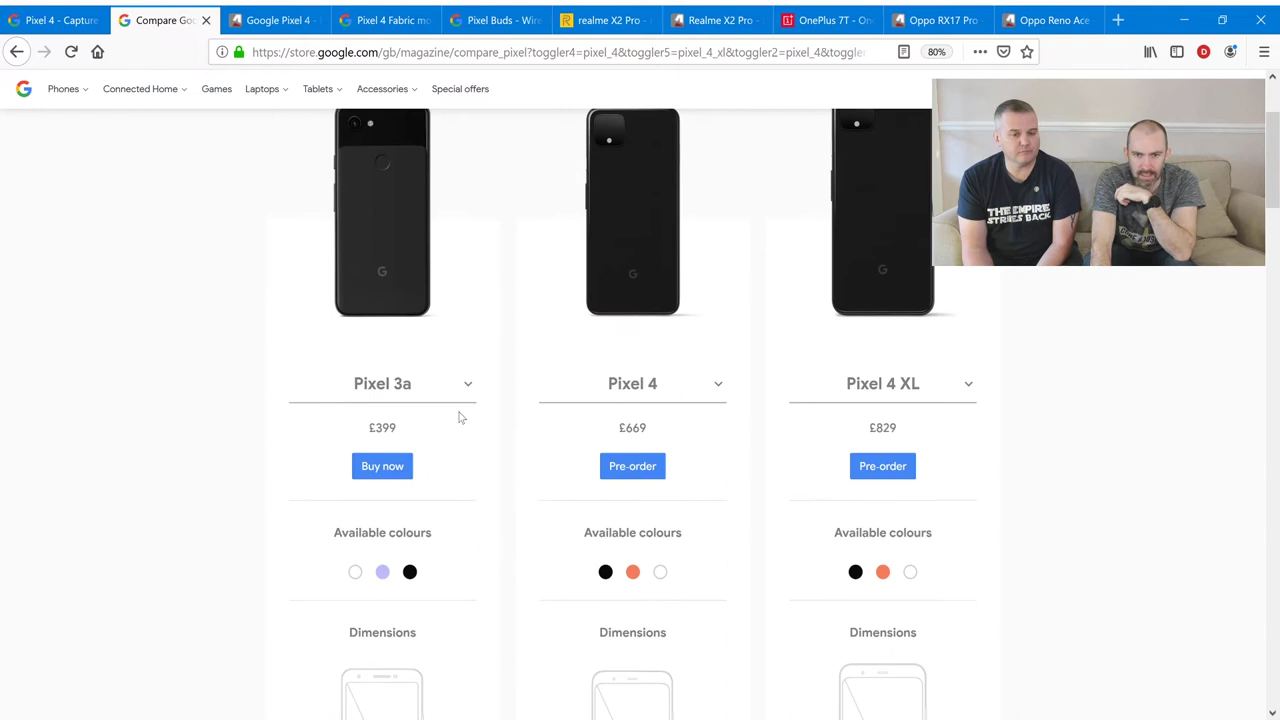 Pixel 4 - Capture
Compare Goo
Google Pixel 4 -
Pixel 4 Fabric mo
Pixel Buds - Wire
realme X2 Pro -
Realme X2 Pro -
OnePlus 7T - On
Oppo RX17 Pro
Oppo Reno Ace
https://store.google.com/gb/magazine/compare_pixel?toggler4=pixel_4&toggler5=pixel_4_xl&toggler2=pixel_4&toggle
80%
Phones
Connected Home
Games
Laptops
Tablets
Accessories
Special offers
THE EMPIRE
STRIKES BACK
Pixel 3a
Pixel 4
Pixel 4 XL
£399
£669
£829
Buy now
Pre-order
Pre-order
Available colours
Available colours
Available colours
Dimensions
Dimensions
Dimensions